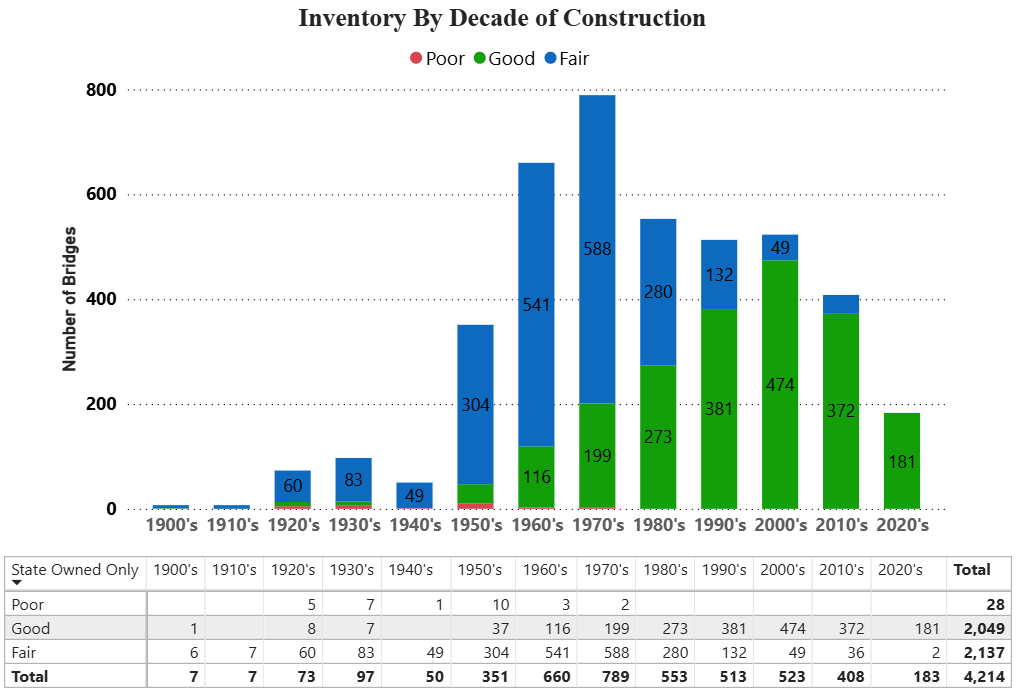 Inventory By Decade of Construction
Poor Good Fair
Number of Bridges
800
600
400
200
0
60
83
49
304
541
116
588
199
280
273
132
381
49
474
372
181
1900's 1910's 1920's 1930's 1940's 1950's 1960's 1970's 1980's 1990's 2000's 2010's 2020's
State Owned Only 1900's 1910's 1920's 1930's 1940's 1950's 1960's 1970's 1980's 1990's 2000's 2010's 2020's Total
Poor 5 7 1 10 3 2 28
Good 1 8 7 37 116 199 273 381 474 372 181 2,049
Fair 6 7 60 83 49 304 541 588 280 132 49 36 2 2,137
Total 7 7 73 97 50 351 660 789 553 513 523 408 183 4,214